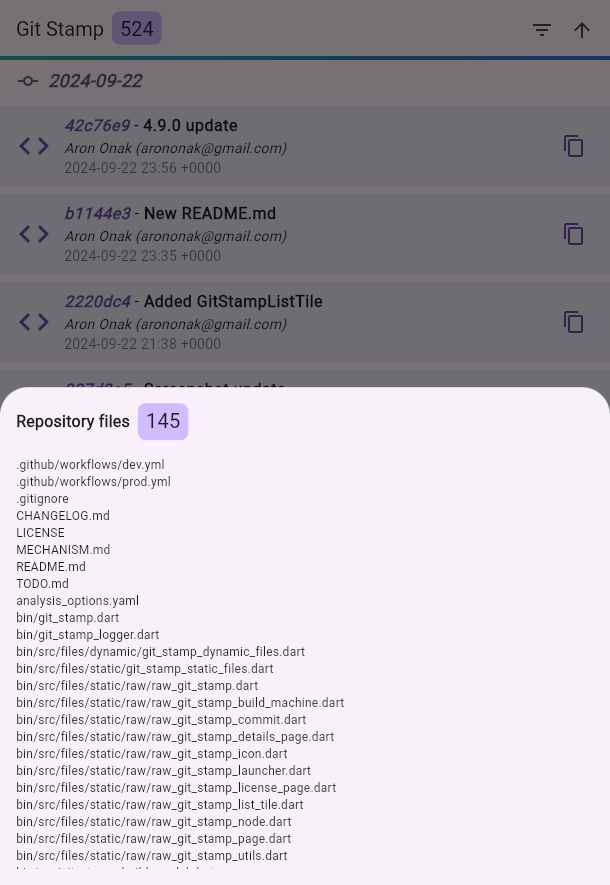 Git Stamp 524
2024-09-22
42c76e9 - 4.9.0 update
Aron Onak (arononak@gmail.com)
2024-09-22 23:56 +0000
b1144e3 - New README.md
Aron Onak (arononak@gmail.com)
2024-09-22 23:35 +0000
2220dc4 - Added GitStampListTile
Aron Onak (arononak@gmail.com)
2024-09-22 21:38 +0000
Repository files 145
.github/workflows/dev.yml
.github/workflows/prod.yml
.gitignore
CHANGELOG.md
LICENSE
MECHANISM.md
README.md
TODO.md
analysis_options.yaml
bin/git_stamp.dart
bin/git_stamp_logger.dart
bin/src/files/dynamic/git_stamp_dynamic_files.dart
bin/src/files/static/git_stamp_static_files.dart
bin/src/files/static/raw/raw_git_stamp.dart
bin/src/files/static/raw/raw_git_stamp_build_machine.dart
bin/src/files/static/raw/raw_git_stamp_commit.dart
bin/src/files/static/raw/raw_git_stamp_details_page.dart
bin/src/files/static/raw/raw_git_stamp_icon.dart
bin/src/files/static/raw/raw_git_stamp_launcher.dart
bin/src/files/static/raw/raw_git_stamp_license_page.dart
bin/src/files/static/raw/raw_git_stamp_list_tile.dart
bin/src/files/static/raw/raw_git_stamp_node.dart
bin/src/files/static/raw/raw_git_stamp_page.dart
bin/src/files/static/raw/raw_git_stamp_utils.dart